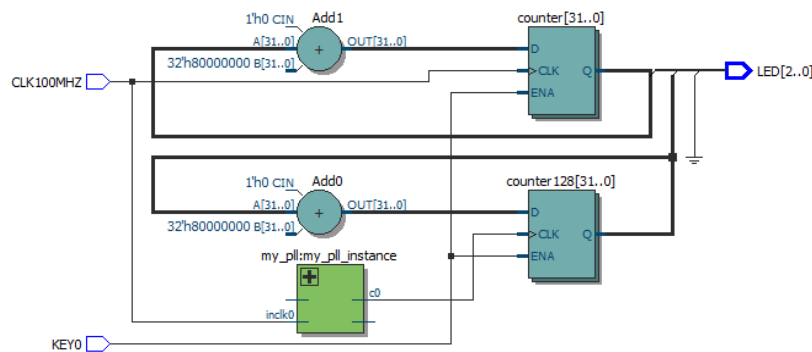 Add1
counter[31..0]
1'h0 CIN
A[31..0]
OUT[31..0]
D
32'h80000000 B[31..0]
+
CLK
Q
LED[2..0]
CLK100MHZ
ENA
Add0
counter128[31..0]
1'h0 CIN
A[31..0]
OUT[31..0]
D
32'h80000000 B[31..0]
+
CLK
Q
my_pll:my_pll_instance
ENA
+
c0
inclk0
KEY0